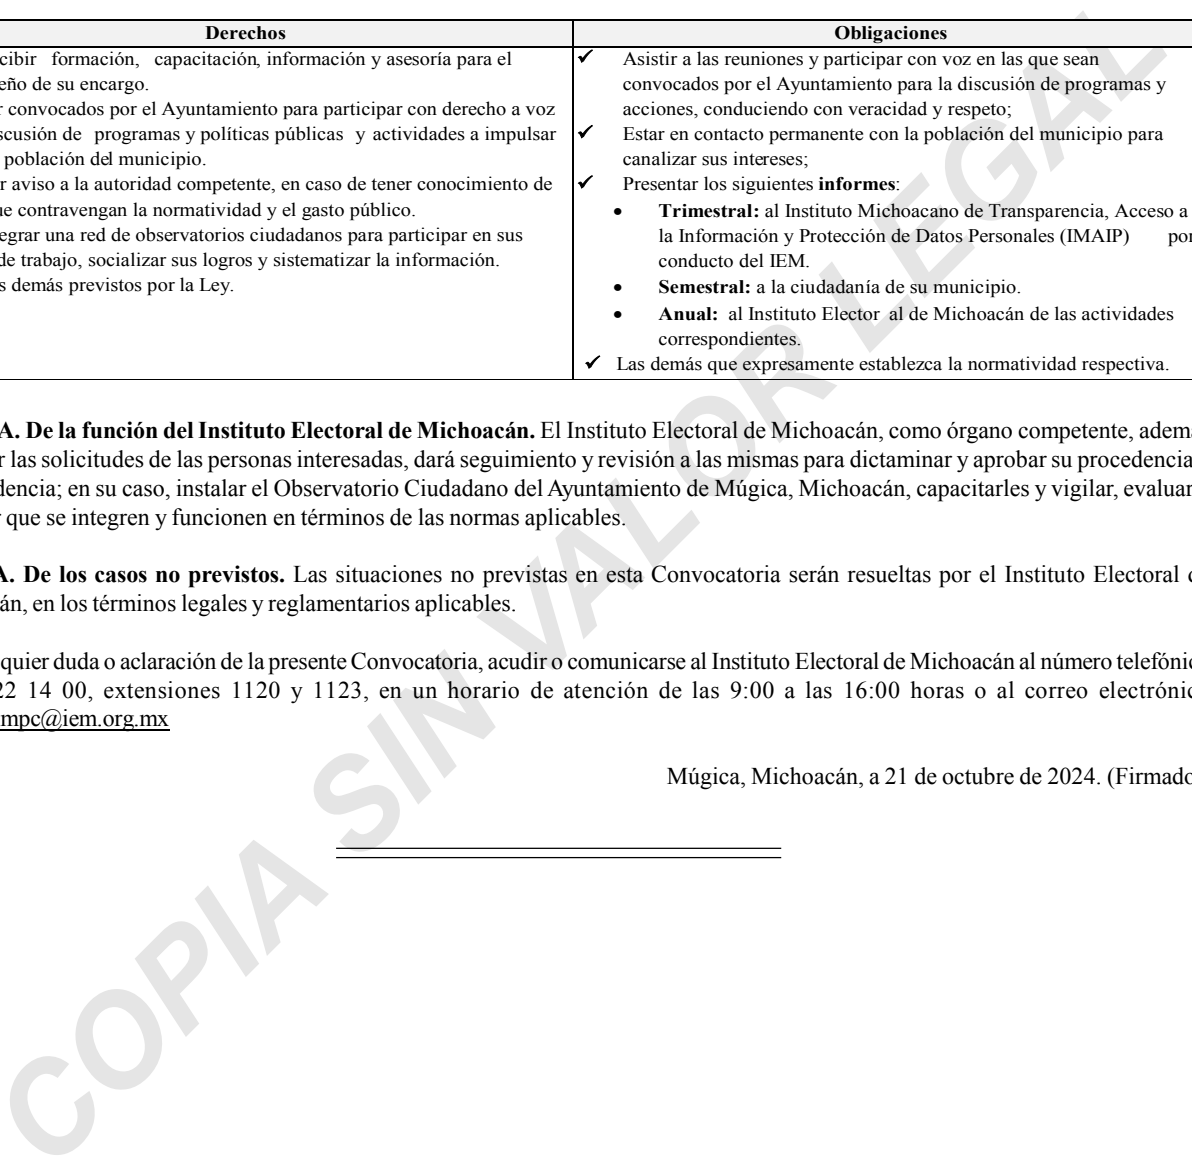 Derechos
cibir formación, capacitación, información y asesoría para el
eño de su encargo.
r convocados por el Ayuntamiento para participar con derecho a voz
scusión de programas y políticas públicas y actividades a impulsar
población del municipio.
r aviso a la autoridad competente, en caso de tener conocimiento de
ue contravengan la normatividad y el gasto público.
egrar una red de observatorios ciudadanos para participar en sus
de trabajo, socializar sus logros y sistematizar la información.
s demás previstos por la Ley.
Obligaciones
✓ Asistir a las reuniones y participar con voz en las que sean
convocados por el Ayuntamiento para la discusión de programas y
acciones, conduciendo con veracidad y respeto;
✓ Estar en contacto permanente con la población del municipio para
canalizar sus intereses;
✓ Presentar los siguientes informes:
• Trimestral: al Instituto Michoacano de Transparencia, Acceso a
la Información y Protección de Datos Personales (IMAIP) por
conducto del IEM.
• Semestral: a la ciudadanía de su municipio.
• Anual: al Instituto Elector al de Michoacán de las actividades
correspondientes.
✓ Las demás que expresamente establezca la normatividad respectiva.
A. De la función del Instituto Electoral de Michoacán. El Instituto Electoral de Michoacán, como órgano competente, ademá
r las solicitudes de las personas interesadas, dará seguimiento y revisión a las mismas para dictaminar y aprobar su procedencia
dencia; en su caso, instalar el Observatorio Ciudadano del Ayuntamiento de Múgica, Michoacán, capacitarles y vigilar, evaluar
r que se integren y funcionen en términos de las normas aplicables.
A. De los casos no previstos. Las situaciones no previstas en esta Convocatoria serán resueltas por el Instituto Electoral d
án, en los términos legales y reglamentarios aplicables.
quier duda o aclaración de la presente Convocatoria, acudir o comunicarse al Instituto Electoral de Michoacán al número telefónic
22 14 00, extensiones 1120 y 1123, en un horario de atención de las 9:00 a las 16:00 horas o al correo electrónic
mpc@iem.org.mx
Múgica, Michoacán, a 21 de octubre de 2024. (Firmado
COPIA SIN VALOR LEGAL